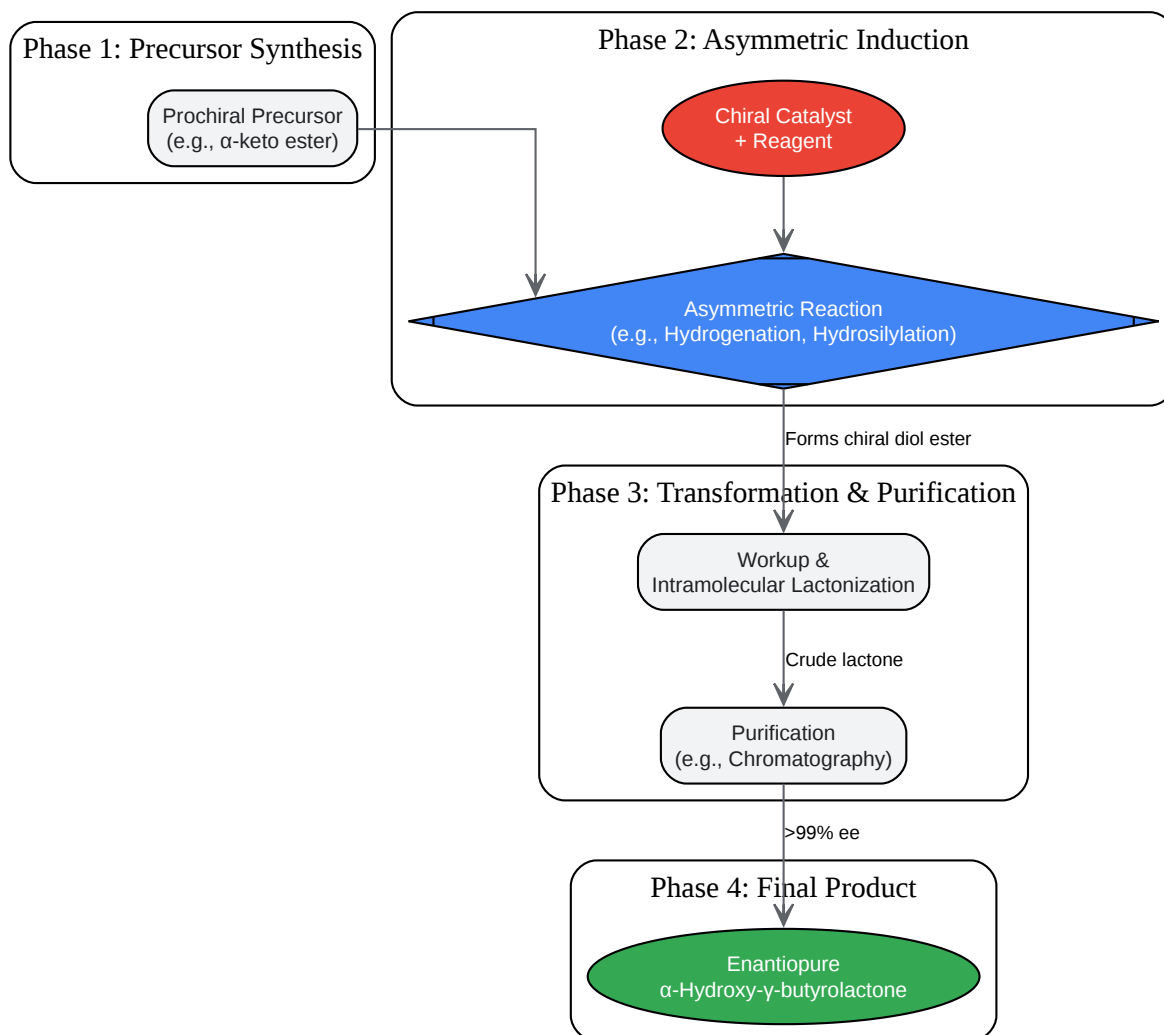 Phase 1: Precursor Synthesis
Prochiral Precursor
(e.g., α-keto ester)
Phase 2: Asymmetric Induction
Chiral Catalyst
+ Reagent
Asymmetric Reaction
(e.g., Hydrogenation, Hydrosilylation)
Forms chiral diol ester
Phase 3: Transformation & Purification
Workup &
Intramolecular Lactonization
Crude lactone
Purification
(e.g., Chromatography)
>99% ee
Phase 4: Final Product
Enantiopure
α-Hydroxy-γ-butyrolactone